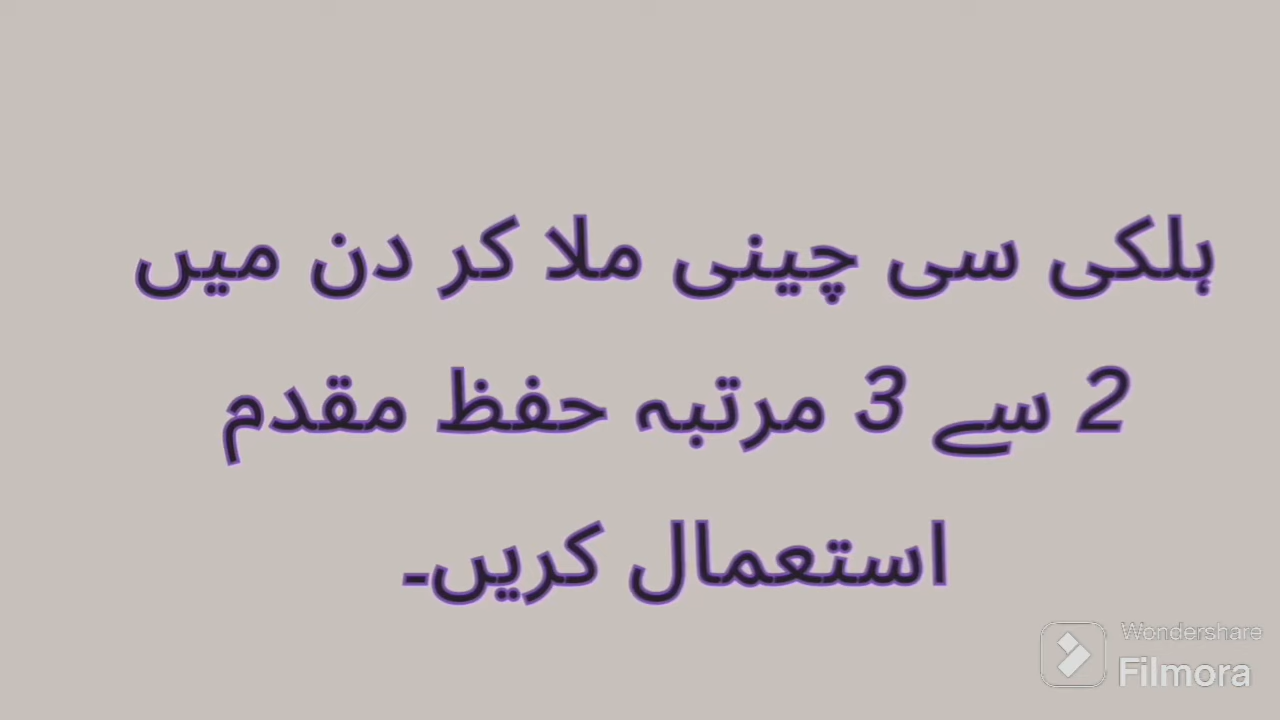 ہلکی سی چینی ملا کر دن میں
2 سے 3 مرتبہ حفظ مقدم
استعمال کریں۔
Wondershare
Filmora